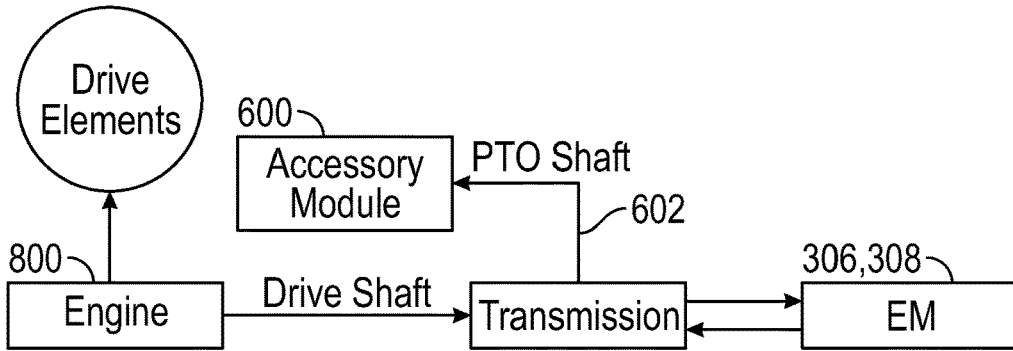 Drive
Elements
600
Accessory
Module
PTO Shaft
602
800
Engine
Drive Shaft
Transmission
306,308
EM